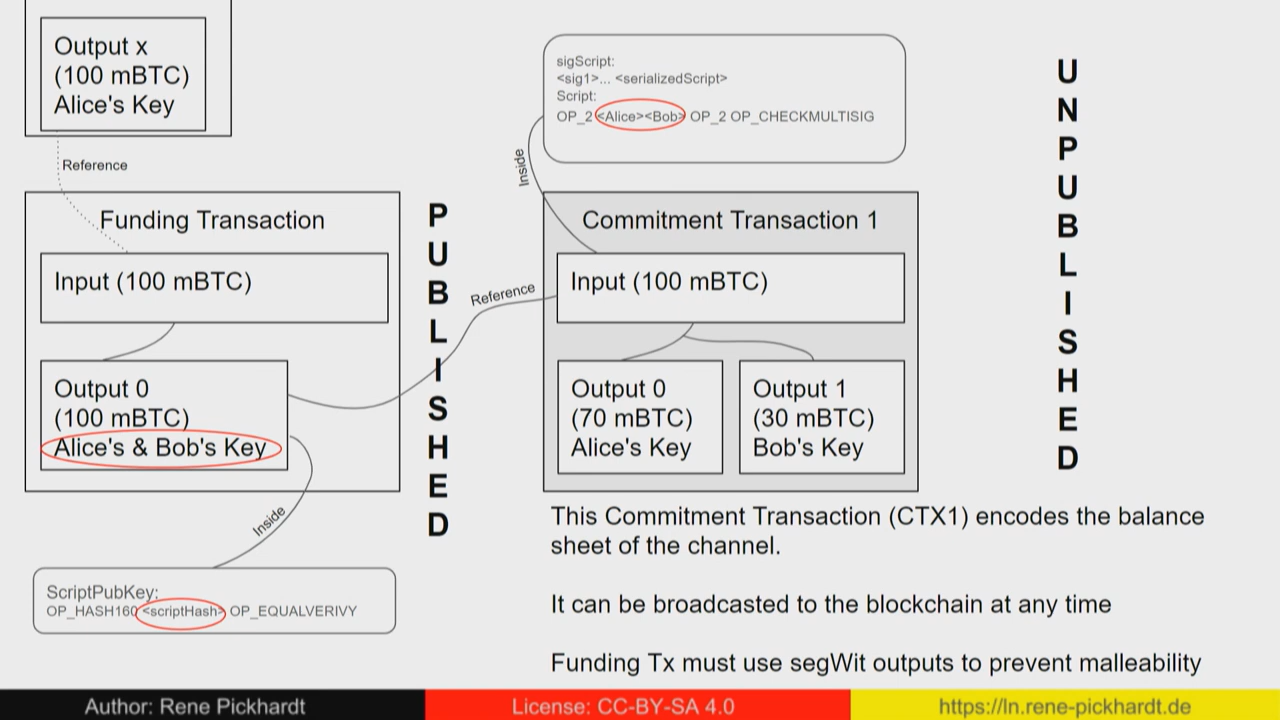 Output x
(100 mBTC)
Alice's Key
Reference
Funding Transaction
Input (100 mBTC)
Output 0
(100 mBTC)
Alice's & Bob's Key
Inside
ScriptPubKey:
OP_HASH160 <scriptHash> OP_EQUALVERIVY
PUBLISHED
Reference
sigScript:
<sig1>... <serializedScript>
Script:
OP_2 <Alice><Bob> OP_2 OP_CHECKMULTISIG
Inside
Commitment Transaction 1
Input (100 mBTC)
Output 0
(70 mBTC)
Alice's Key
Output 1
(30 mBTC)
Bob's Key
UNPUBLISHED
This Commitment Transaction (CTX1) encodes the balance
sheet of the channel.
It can be broadcasted to the blockchain at any time
Funding Tx must use segWit outputs to prevent malleability
Author: Rene Pickhardt
License: CC-BY-SA 4.0
https://ln.rene-pickhardt.de